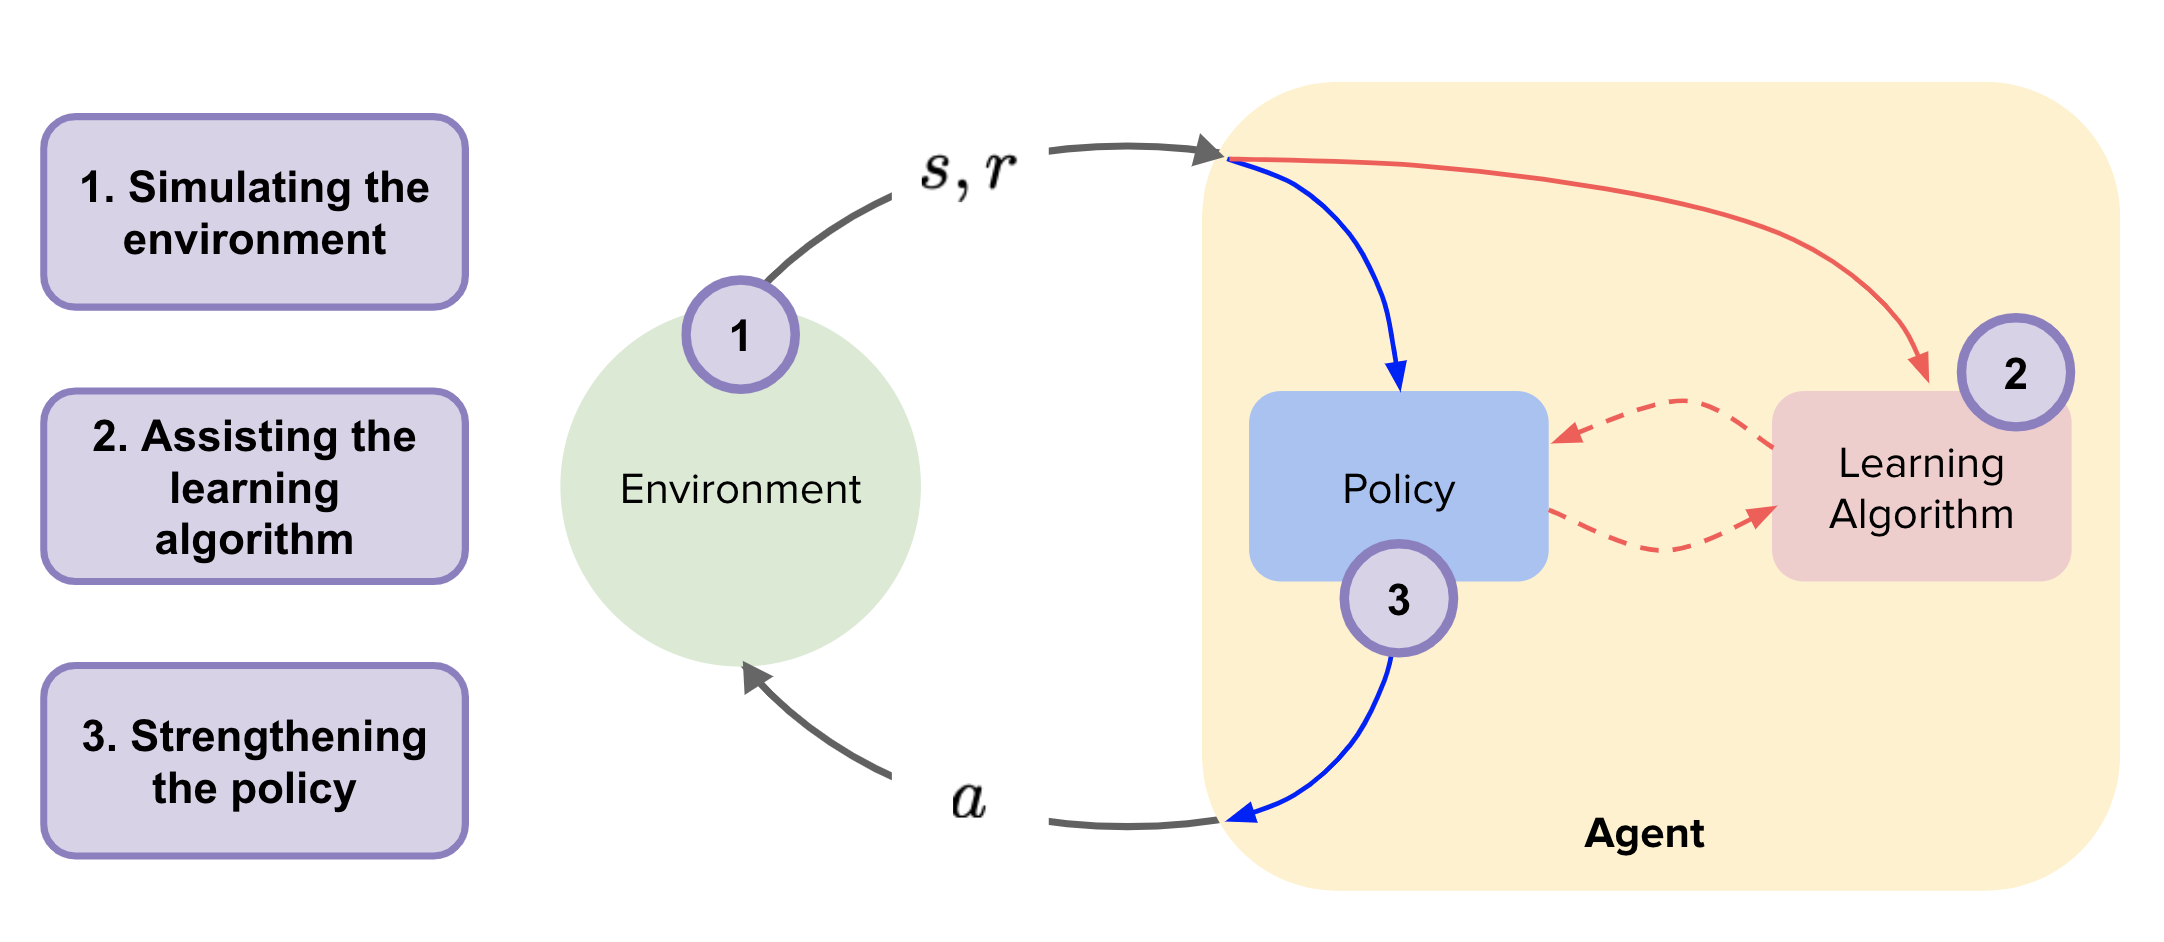 1. Simulating the
environment
2. Assisting the
learning
algorithm
3. Strengthening
the policy
s, r
1
Environment
a
2
Policy
Learning
Algorithm
3
Agent